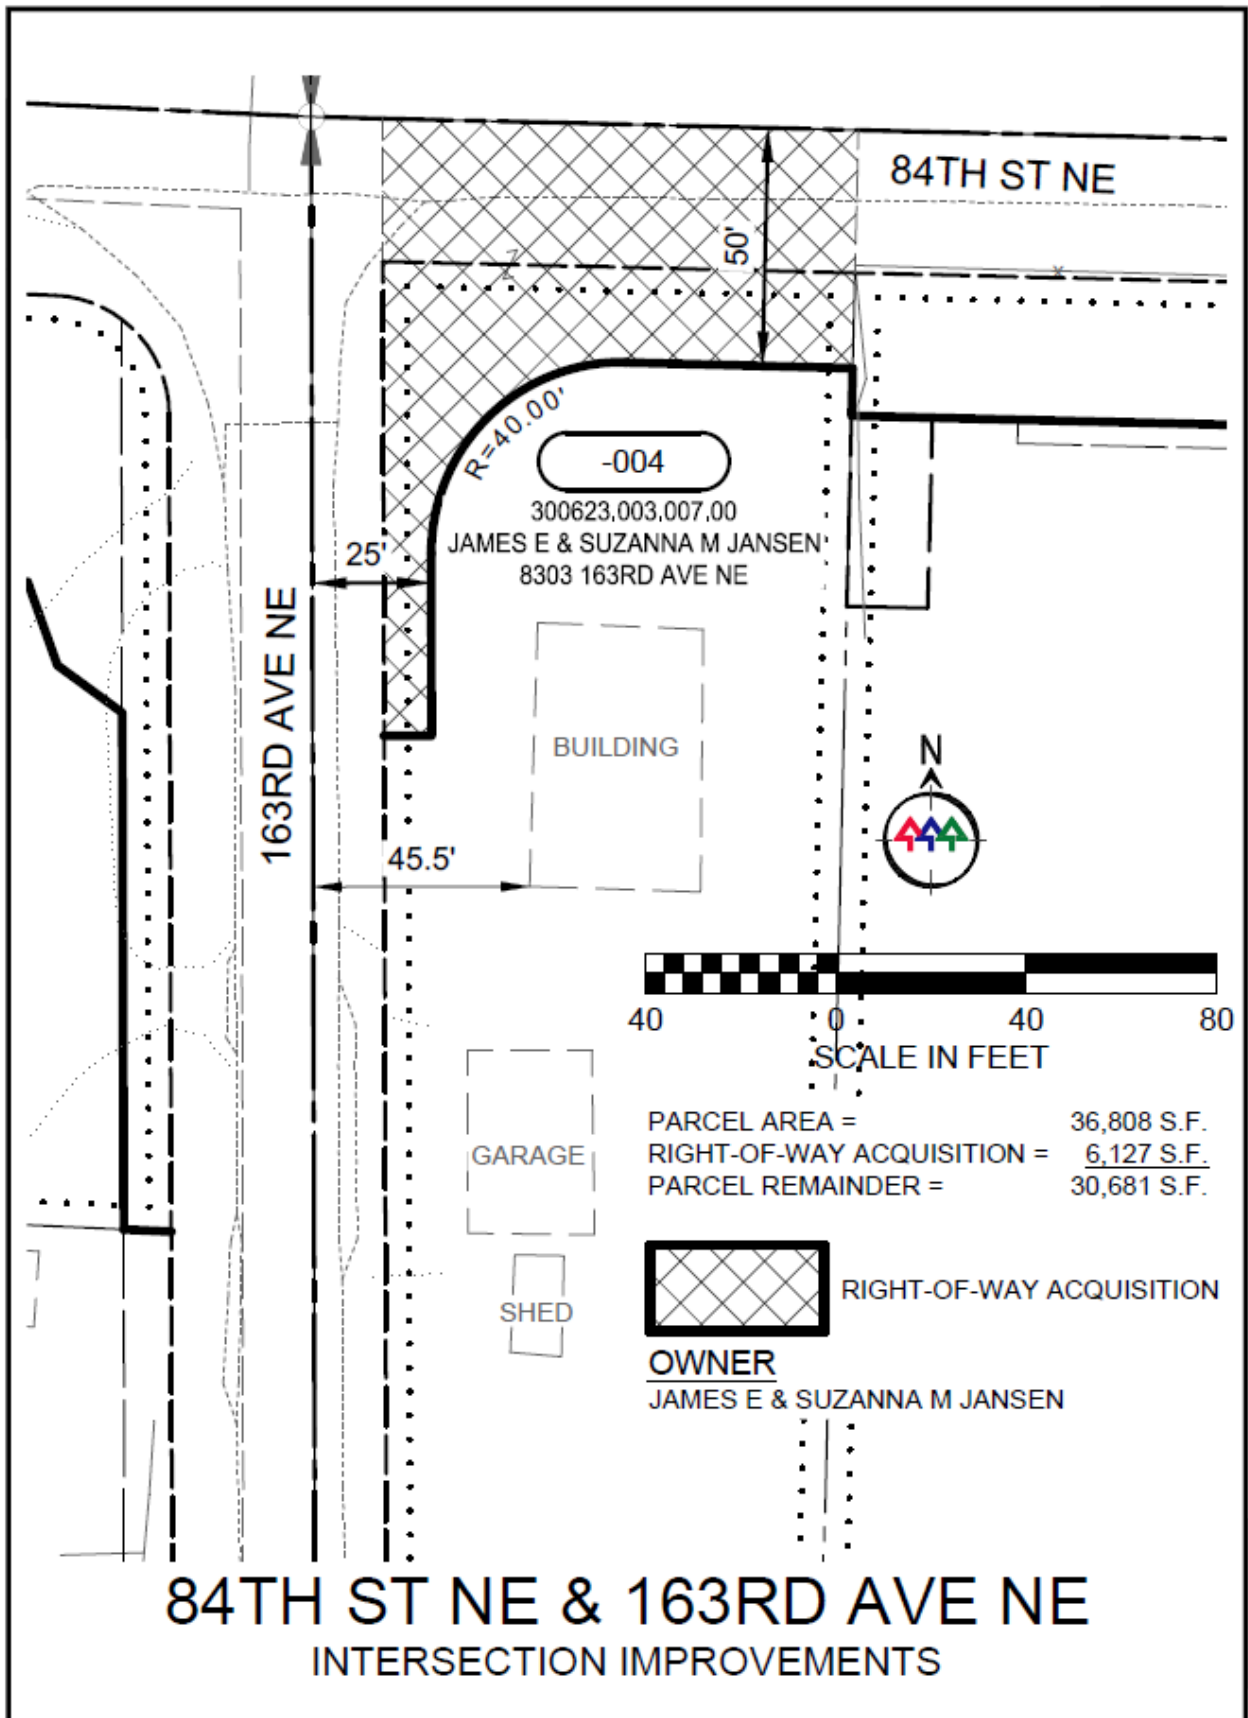 84TH ST NE
50'
R=40.00'
-004
300623,003,007,00
JAMES E & SUZANNA M JANSEN
8303 163RD AVE NE
25'
163RD AVE NE
BUILDING
N
45.5'
40 0 40 80
SCALE IN FEET
PARCEL AREA = 36,808 S.F.
RIGHT-OF-WAY ACQUISITION = 6,127 S.F.
PARCEL REMAINDER = 30,681 S.F.
GARAGE
SHED
RIGHT-OF-WAY ACQUISITION
OWNER
JAMES E & SUZANNA M JANSEN
84TH ST NE & 163RD AVE NE
INTERSECTION IMPROVEMENTS